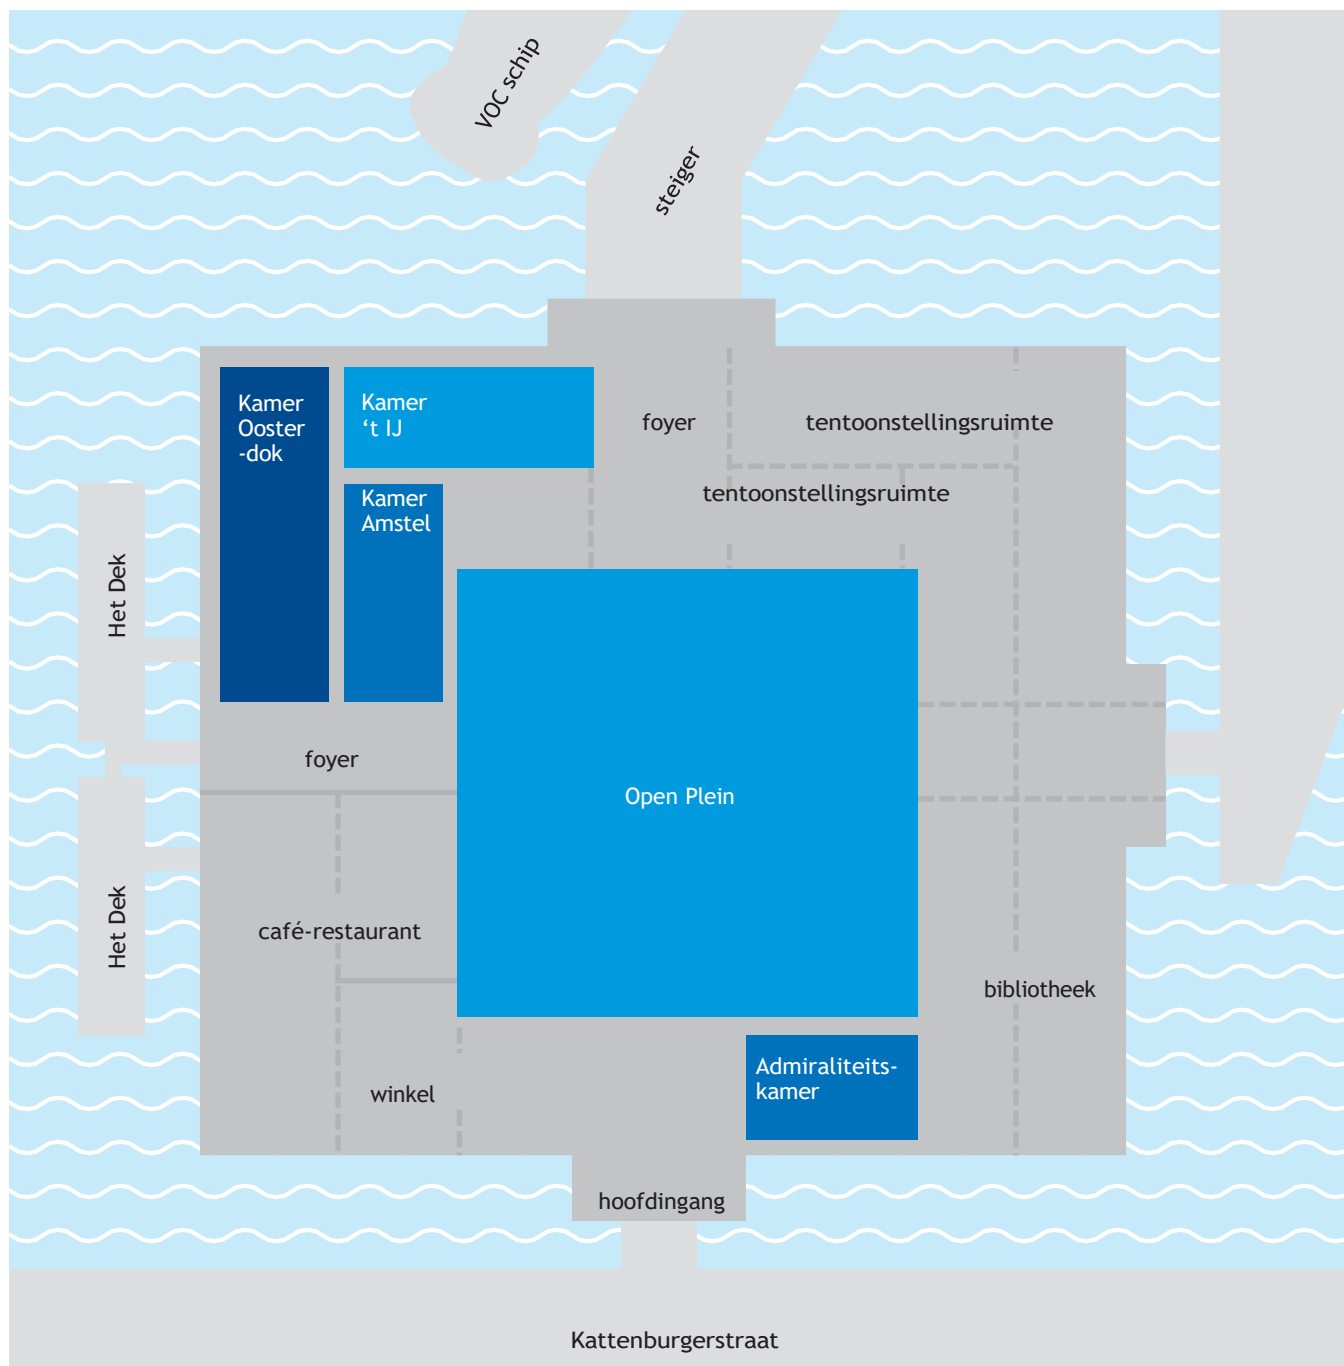 VOC schip
steiger
Kamer
Ooster
-dok
Kamer
‘t IJ
foyer
tentoonstellingsruimte
Kamer
Amstel
tentoonstellingsruimte
Het Dek
foyer
Open Plein
Het Dek
café-restaurant
bibliotheek
Admiraliteits-
kamer
winkel
hoofdingang
Kattenburgerstraat